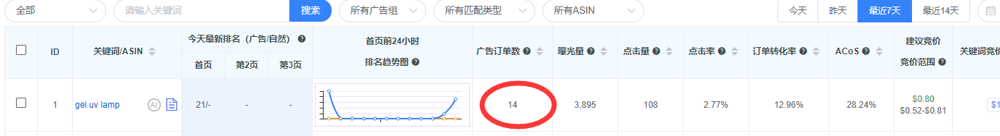 全部
请输入关键词
搜索
所有广告组
所有匹配类型
所有ASIN
今天
昨天
最近7天
最近14天
ID
关键词/ASIN
今天最新排名（广告/自然）
首页
第2页
第3页
首页前24小时
排名趋势图
广告订单数
曝光量
点击量
点击率
订单转化率
ACoS
建议竞价
竞价范围
关键词竞价
1
gel uv lamp
AI
21/-
-
-
14
3,895
108
2.77%
12.96%
28.24%
$0.80
$0.52-$0.81
$1